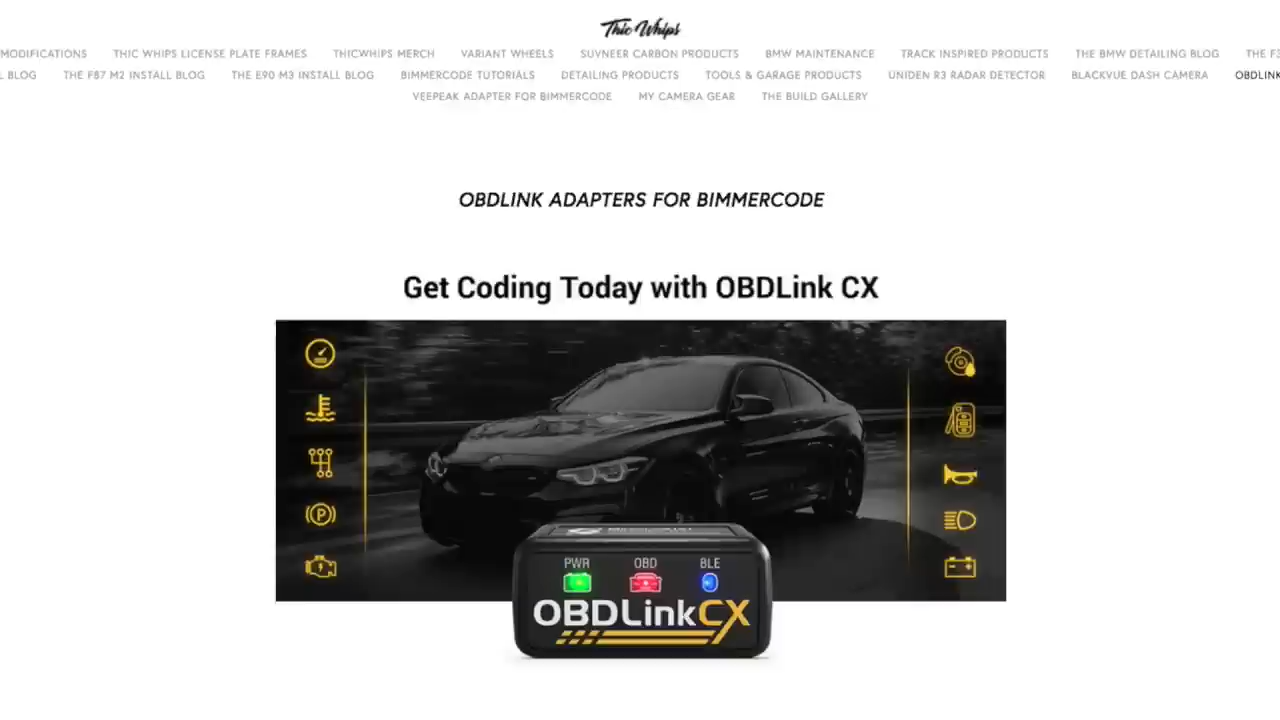 Thic Whips
MODIFICATIONS THIC WHIPS LICENSE PLATE FRAMES THICWHIPS MERCH VARIANT WHEELS SUVNEER CARBON PRODUCTS BMW MAINTENANCE TRACK INSPIRED PRODUCTS THE BMW DETAILING BLOG THE F3
L BLOG THE F87 M2 INSTALL BLOG THE E90 M3 INSTALL BLOG BIMMERCODE TUTORIALS DETAILING PRODUCTS TOOLS & GARAGE PRODUCTS UNIDEN R3 RADAR DETECTOR BLACKVUE DASH CAMERA OBDLINK
VEEPEAK ADAPTER FOR BIMMERCODE MY CAMERA GEAR THE BUILD GALLERY
OBDLINK ADAPTERS FOR BIMMERCODE
Get Coding Today with OBDLink CX
PWR OBD BLE
OBDLinkCX